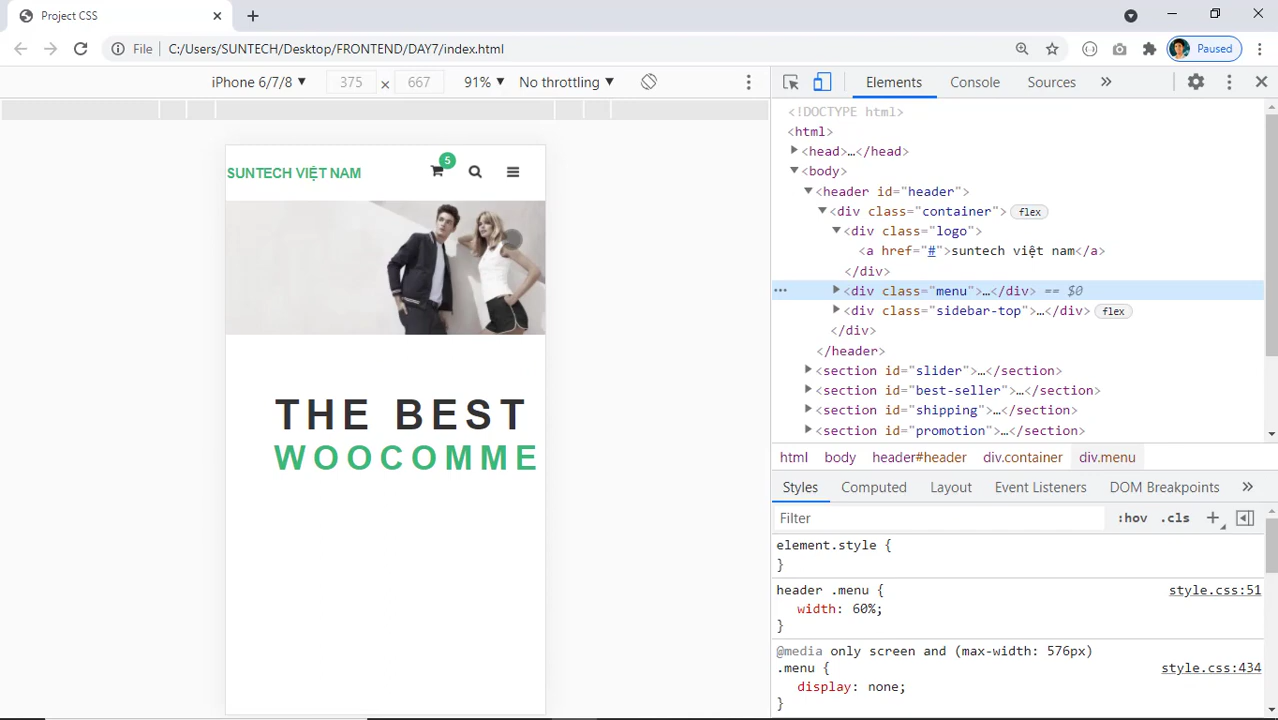 Project CSS
File C:/Users/SUNTECH/Desktop/FRONTEND/DAY7/index.html Paused
iPhone 6/7/8 375 × 667 91% No throttling
Elements Console Sources »
SUNTECH VIỆT NAM 5
THE BEST
WOOCOMME
<!DOCTYPE html>
<html>
<head>…</head>
<body>
<header id="header">
<div class="container"> flex
<div class="logo">
<a href="#">suntech việt nam</a>
</div>
<div class="menu">…</div> == $0
<div class="sidebar-top">…</div> flex
</div>
</header>
<section id="slider">…</section>
<section id="best-seller">…</section>
<section id="shipping">…</section>
<section id="promotion">…</section>
html body header#header div.container div.menu
Styles Computed Layout Event Listeners DOM Breakpoints »
Filter :hov .cls +
element.style {
}
header .menu { style.css:51
width: 60%;
}
@media only screen and (max-width: 576px)
.menu { style.css:434
display: none;
}